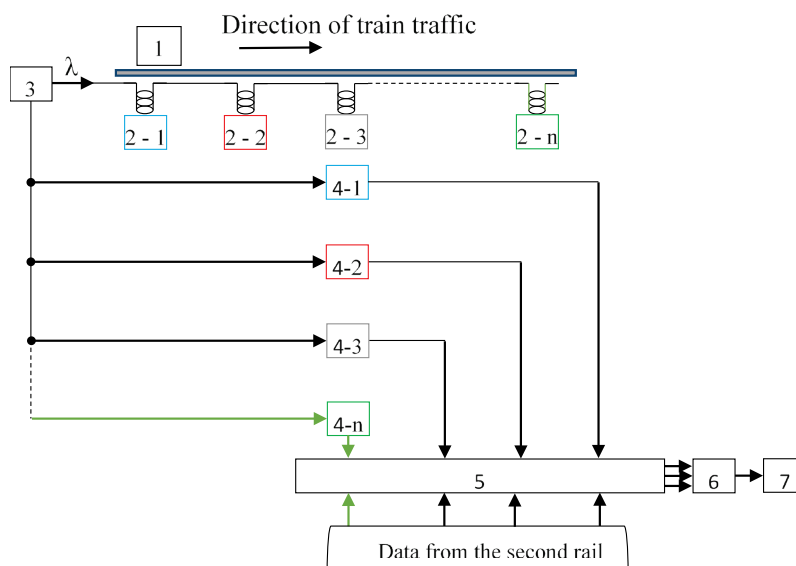 Direction of train traffic
1
λ
3
2 - 1
2 - 2
2 - 3
2 - n
4-1
4-2
4-3
4-n
5
6
7
Data from the second rail